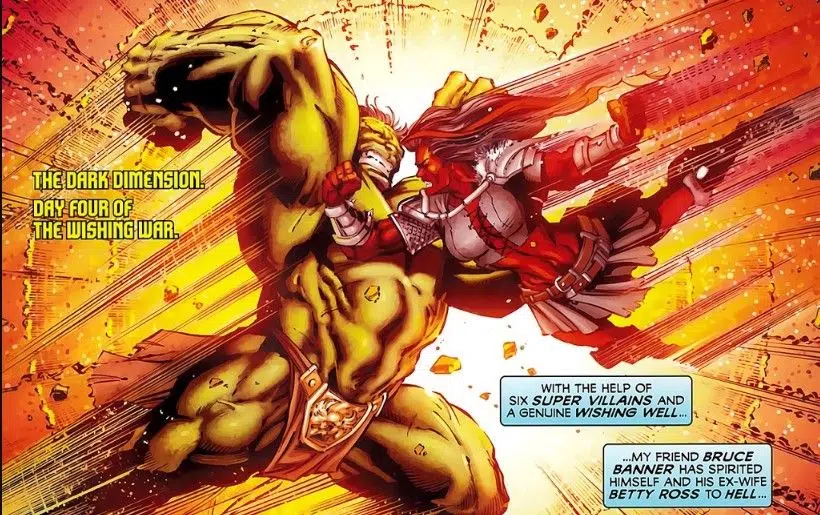 THE DARK DIMENSION.
DAY FOUR OF
THE WISHING WAR.
WITH THE HELP OF
SIX SUPER VILLAINS AND
A GENUINE WISHING WELL...
...MY FRIEND BRUCE
BANNER HAS SPIRITED
HIMSELF AND HIS EX-WIFE
BETTY ROSS TO HELL...